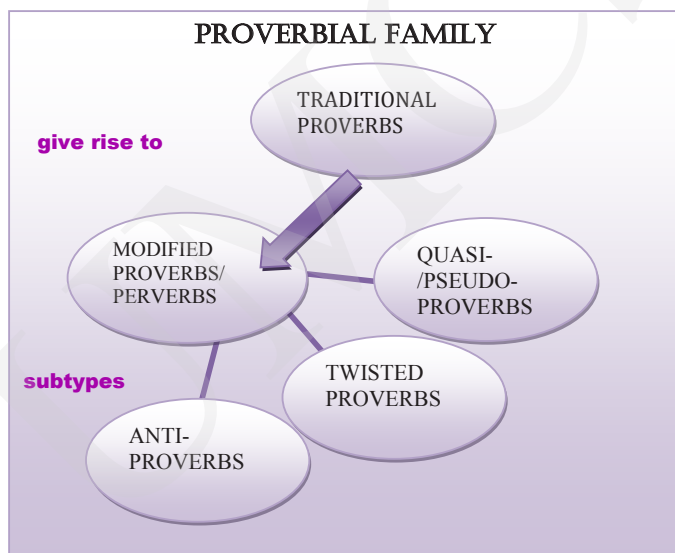 PROVERBIAL FAMILY
TRADITIONAL
PROVERBS
give rise to
MODIFIED
PROVERBS/
PERVERBS
QUASI-
/PSEUDO-
PROVERBS
TWISTED
PROVERBS
subtypes
ANTI-
PROVERBS